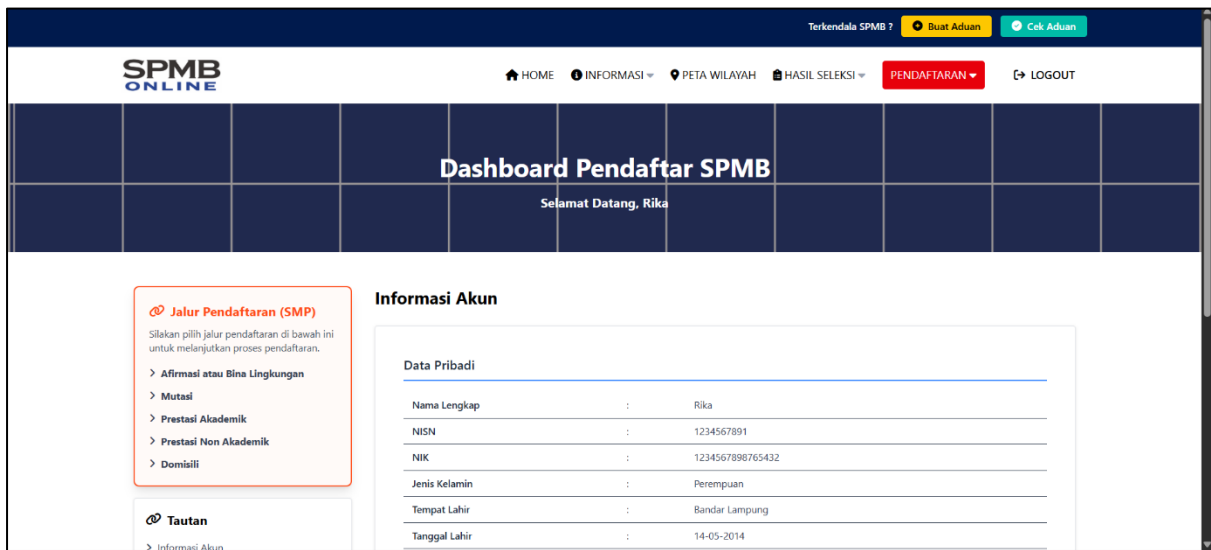 Terkendala SPMB ? Buat Aduan Cek Aduan
SPMB
ONLINE
HOME INFORMASI PETA WILAYAH HASIL SELEKSI PENDAFTARAN LOGOUT
Dashboard Pendaftar SPMB
Selamat Datang, Rika
Jalur Pendaftaran (SMP)
Silakan pilih jalur pendaftaran di bawah ini
untuk melanjutkan proses pendaftaran.
Afirmasi atau Bina Lingkungan
Mutasi
Prestasi Akademik
Prestasi Non Akademik
Domisili
Tautan
Informasi Akun
Informasi Akun
Data Pribadi
Nama Lengkap : Rika
NISN : 1234567891
NIK : 1234567898765432
Jenis Kelamin : Perempuan
Tempat Lahir : Bandar Lampung
Tanggal Lahir : 14-05-2014